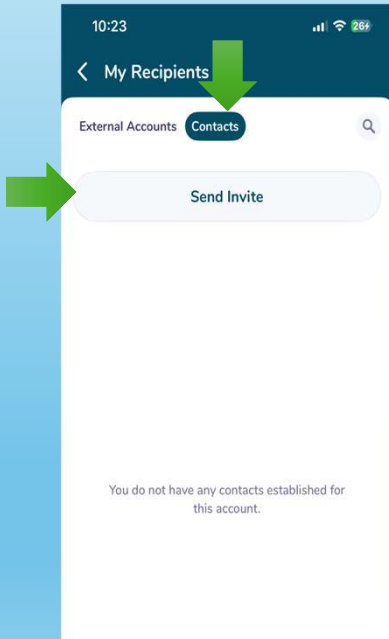 10:23
26
My Recipients
External Accounts Contacts
Send Invite
You do not have any contacts established for
this account.